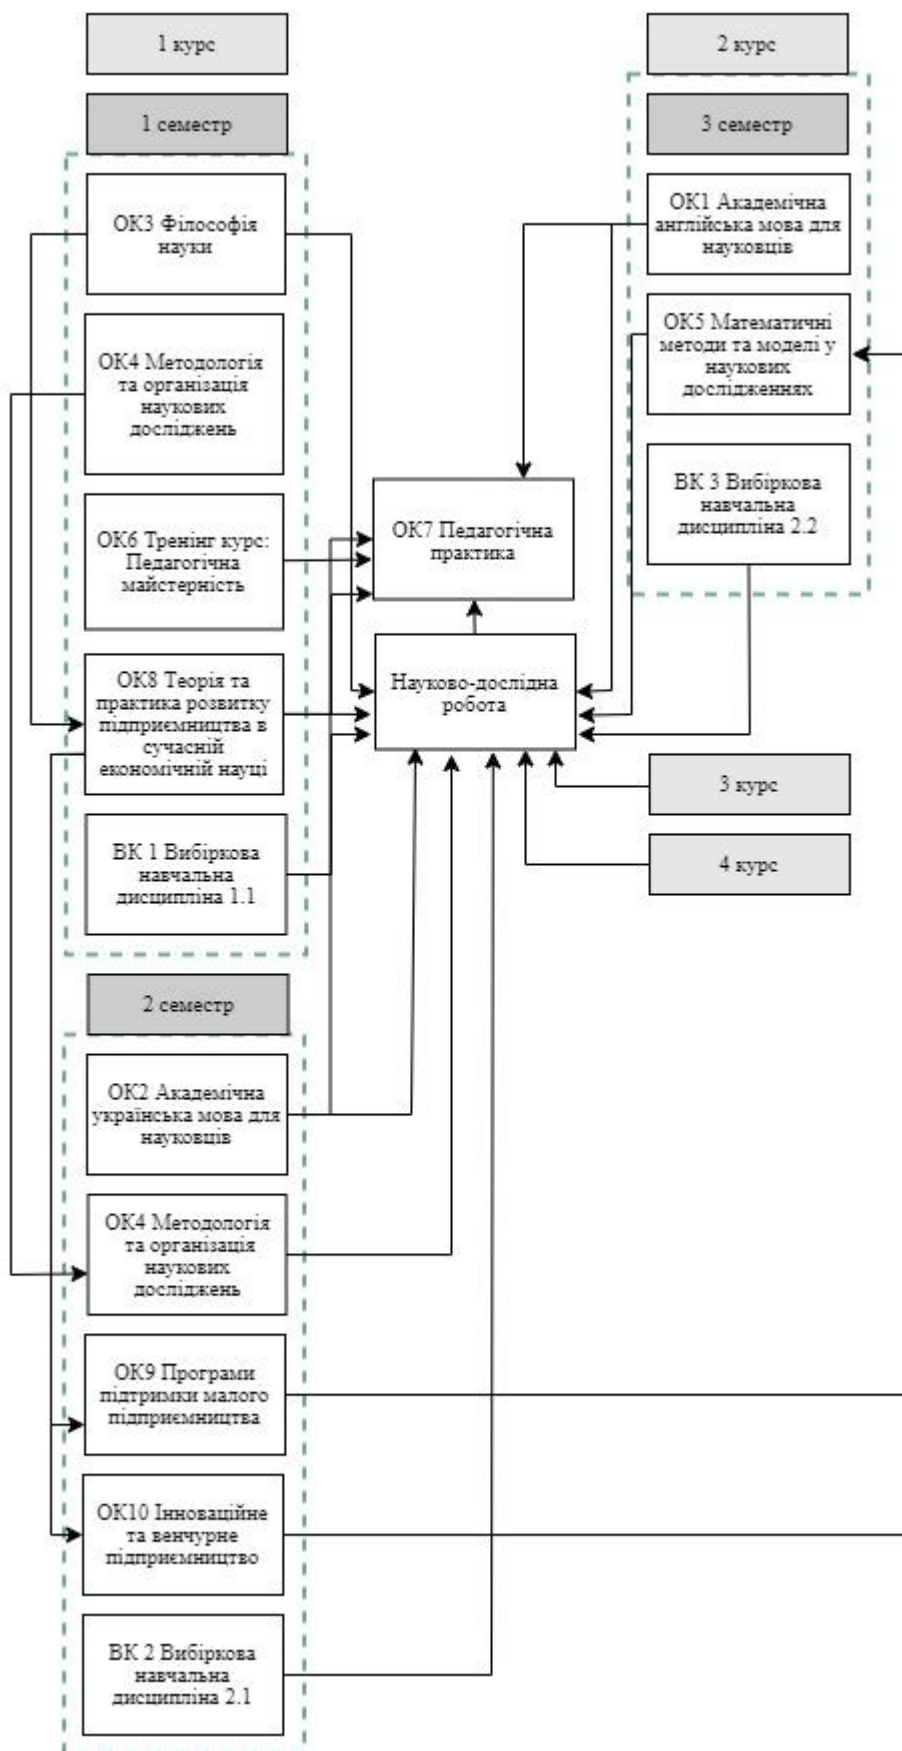 1 курс
1 семестр
ОК3 Філософія
науки
ОК4 Методологія
та організація
наукових
досліджень
ОК6 Тренінг курс:
Педагогічна
майстерність
ОК8 Теорія та
практика розвитку
підприємництва в
сучасній
економічній науці
ВК 1 Вибіркова
навчальна
дисципліна 1.1
2 семестр
ОК2 Академічна
українська мова для
науковців
ОК4 Методологія
та організація
наукових
досліджень
ОК9 Програми
підтримки малого
підприємництва
ОК10 Інноваційне
та венчурне
підприємництво
ВК 2 Вибіркова
навчальна
дисципліна 2.1
ОК7 Педагогічна
практика
Науково-дослідна
робота
2 курс
3 семестр
ОК1 Академічна
англійська мова для
науковців
ОК5 Математичні
методи та моделі у
наукових
дослідженнях
ВК 3 Вибіркова
навчальна
дисципліна 2.2
3 курс
4 курс